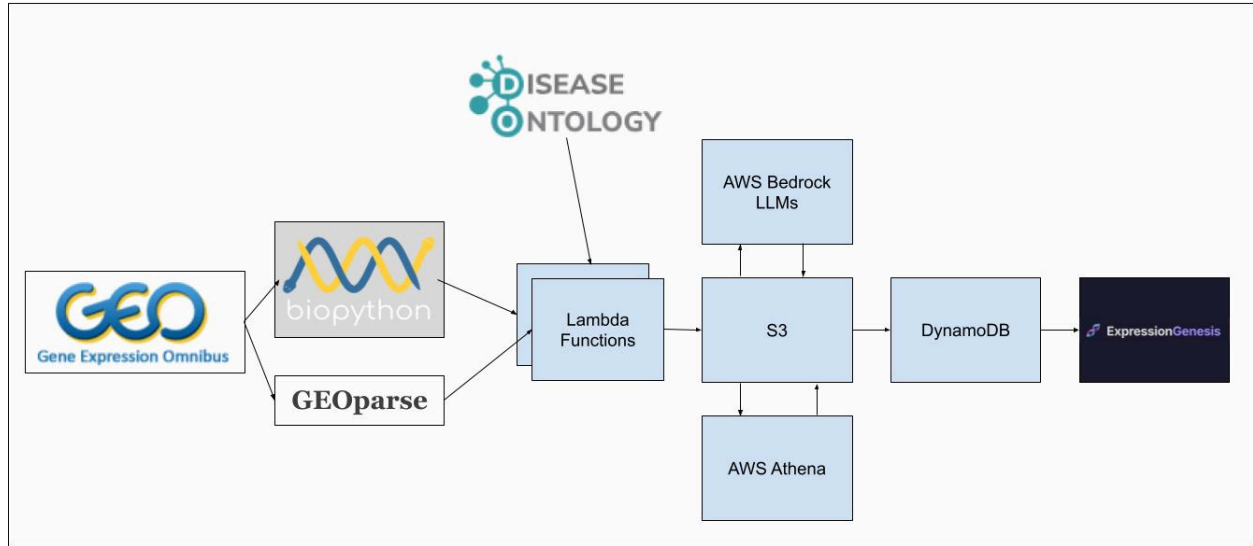 DISEASE
ONTOLOGY
AWS Bedrock
LLMs
biopython
GEO
Gene Expression Omnibus
Lambda
Functions
S3
DynamoDB
ExpressionGenesis
GEOparse
AWS Athena